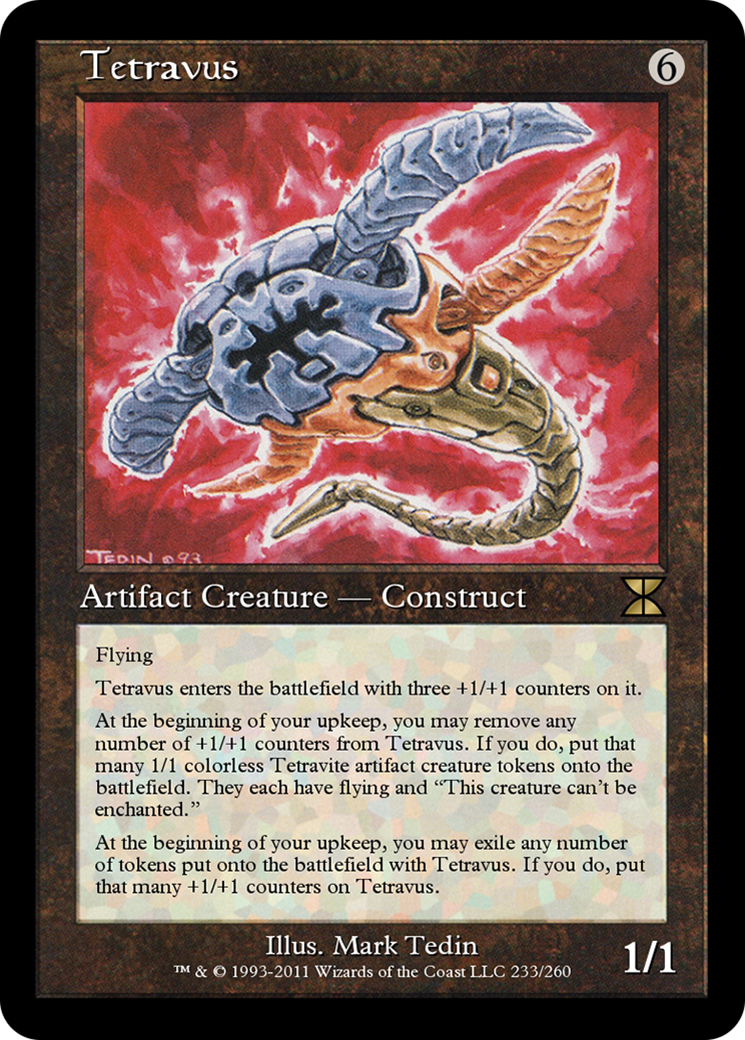 Tetravus
6
TEDIN © 93
Artifact Creature — Construct
Flying
Tetravus enters the battlefield with three +1/+1 counters on it.
At the beginning of your upkeep, you may remove any
number of +1/+1 counters from Tetravus. If you do, put that
many 1/1 colorless Tetravite artifact creature tokens onto the
battlefield. They each have flying and “This creature can’t be
enchanted.”
At the beginning of your upkeep, you may exile any number
of tokens put onto the battlefield with Tetravus. If you do, put
that many +1/+1 counters on Tetravus.
Illus. Mark Tedin
™ & © 1993-2011 Wizards of the Coast LLC 233/260
1/1